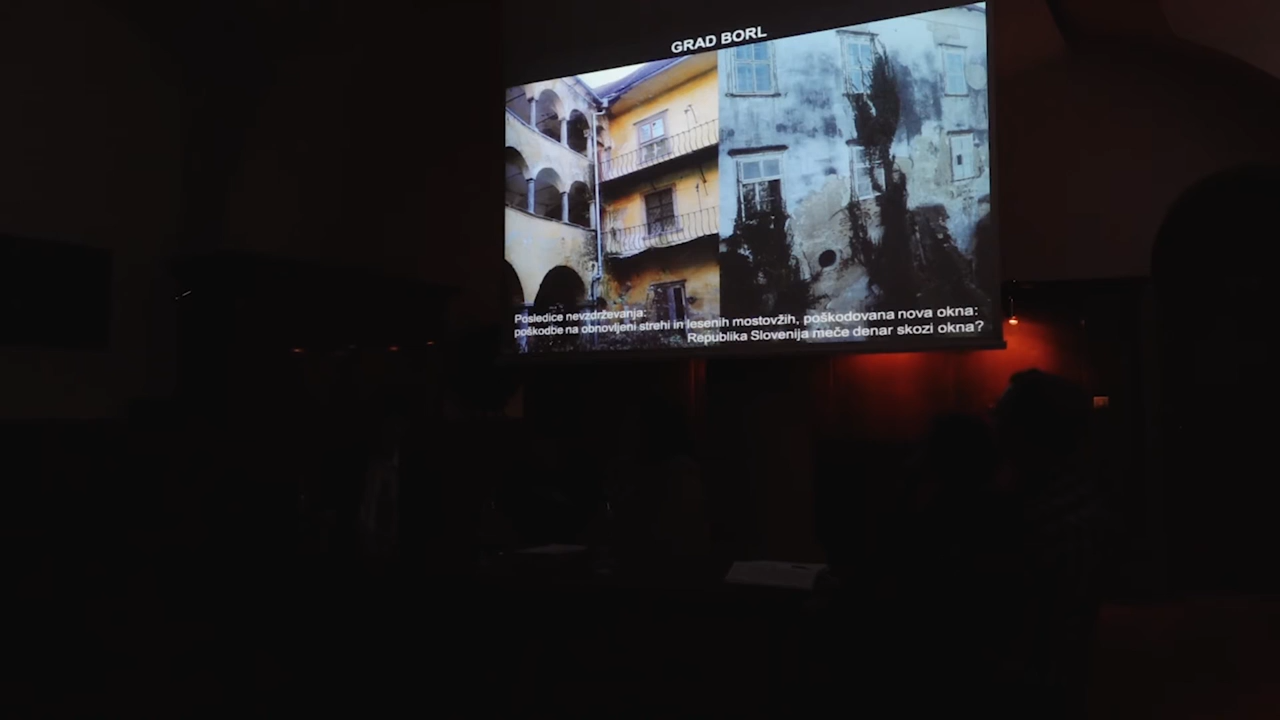 GRAD BORL
Posledice nevzdrževanja:
poškodbe na obnovljeni strehi in lesenih mostovžih, poškodovana nova okna:
Republika Slovenija meče denar skozi okna?